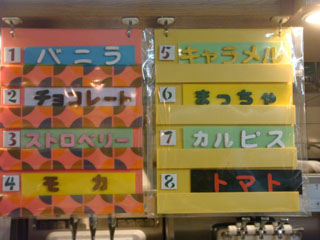 1 バニラ
2 チョコレート
3 ストロベリー
4 モカ
5 キャラメル
6 まっちゃ
7 カルピス
8 トマト